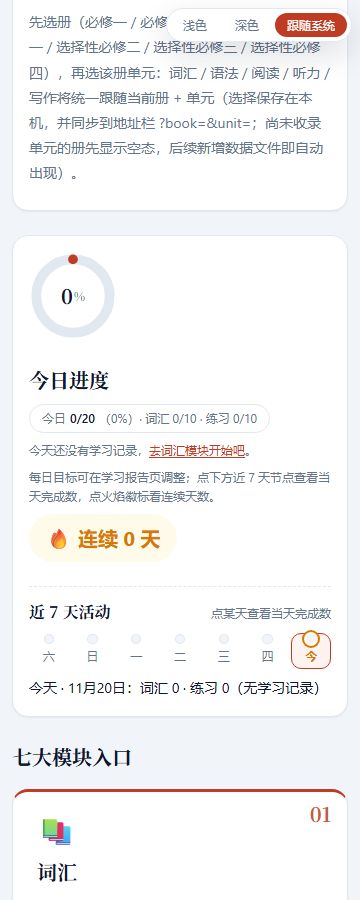 浅色 深色 跟随系统
先选册（必修一 / 必修
一 / 选择性必修二 / 选择性必修三 / 选择性必修
四），再选该册单元：词汇 / 语法 / 阅读 / 听力 /
写作将统一跟随当前册 + 单元（选择保存在本
机，并同步到地址栏 ?book=&unit=；尚未收录
单元的册先显示空态，后续新增数据文件即自动
出现）。
0%
今日进度
今日 0/20 （0%）· 词汇 0/10 · 练习 0/10
今天还没有学习记录，去词汇模块开始吧。
每日目标可在学习报告页调整；点下方近 7 天节点查看当
天完成数，点火焰徽标看连续天数。
连续 0 天
近 7 天活动 点某天查看当天完成数
六 日 一 二 三 四 今
今天 · 11月20日：词汇 0 · 练习 0（无学习记录）
七大模块入口
01
词汇